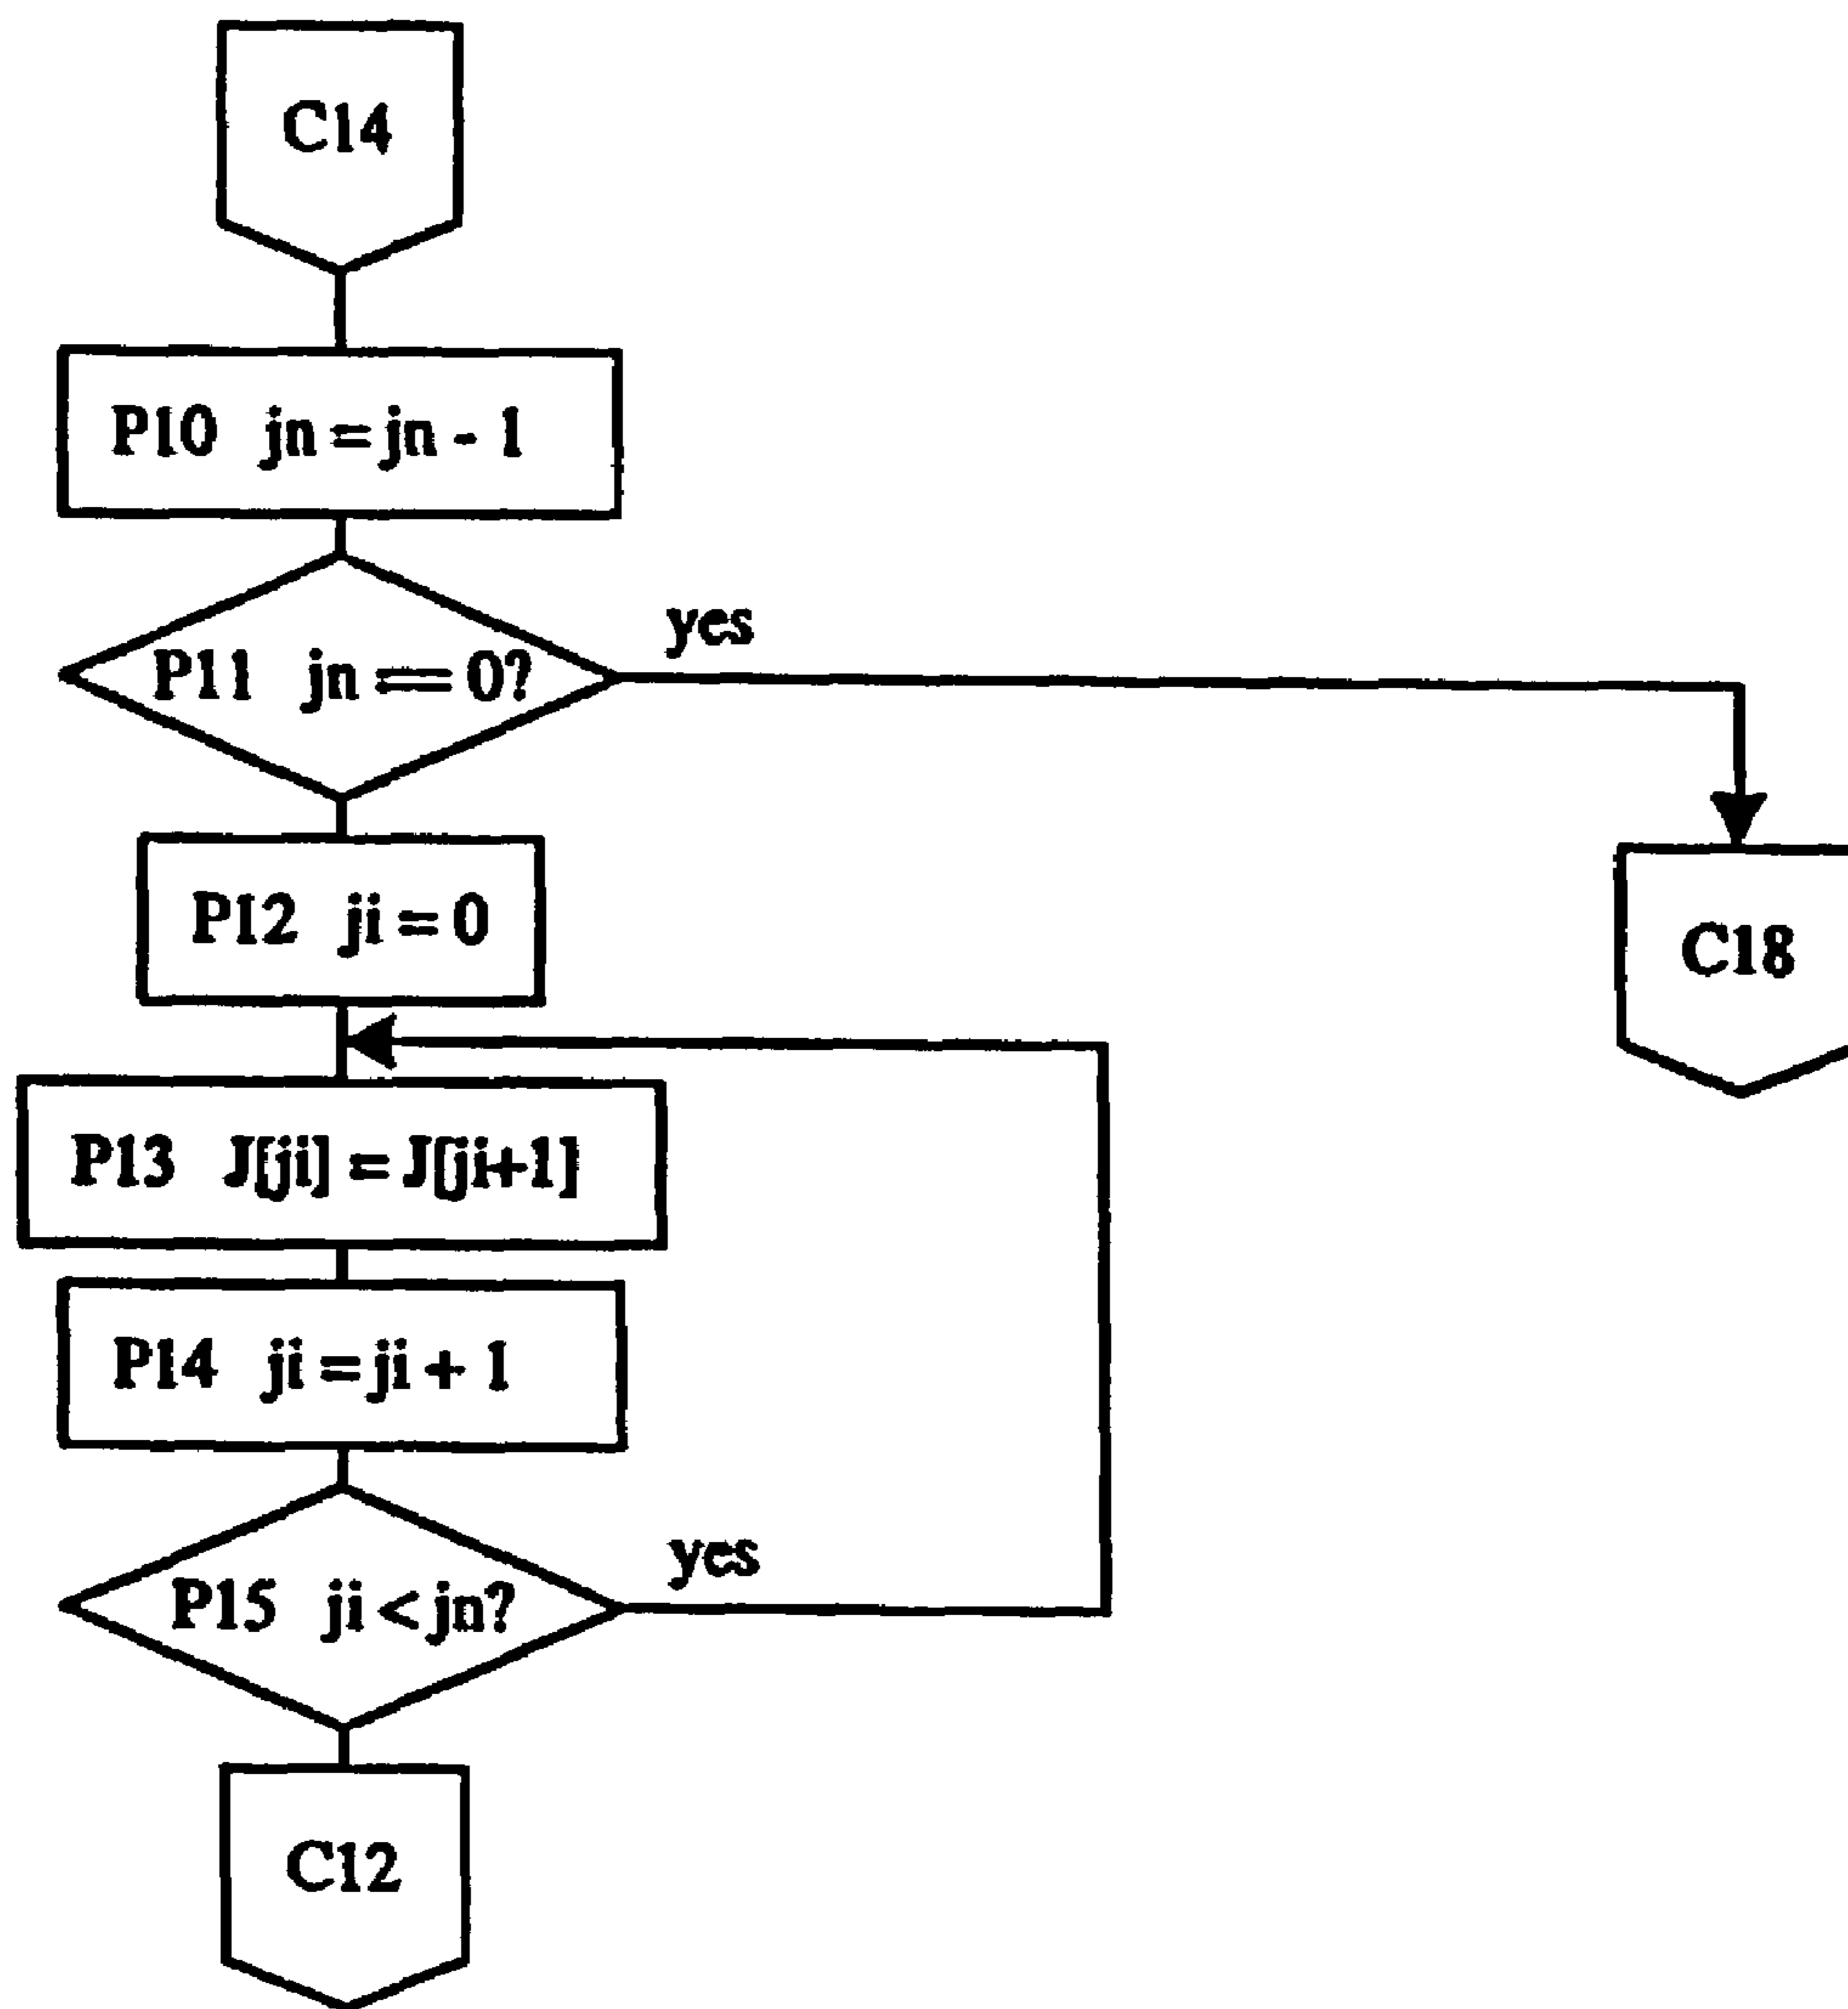 C14
P10 jn = jn - 1
yes
P11 jn == 0?
P12 ji = 0
C18
P13 J[ji] = J[ji+1]
P14 ji = ji + 1
yes
P15 ji < jn?
C12